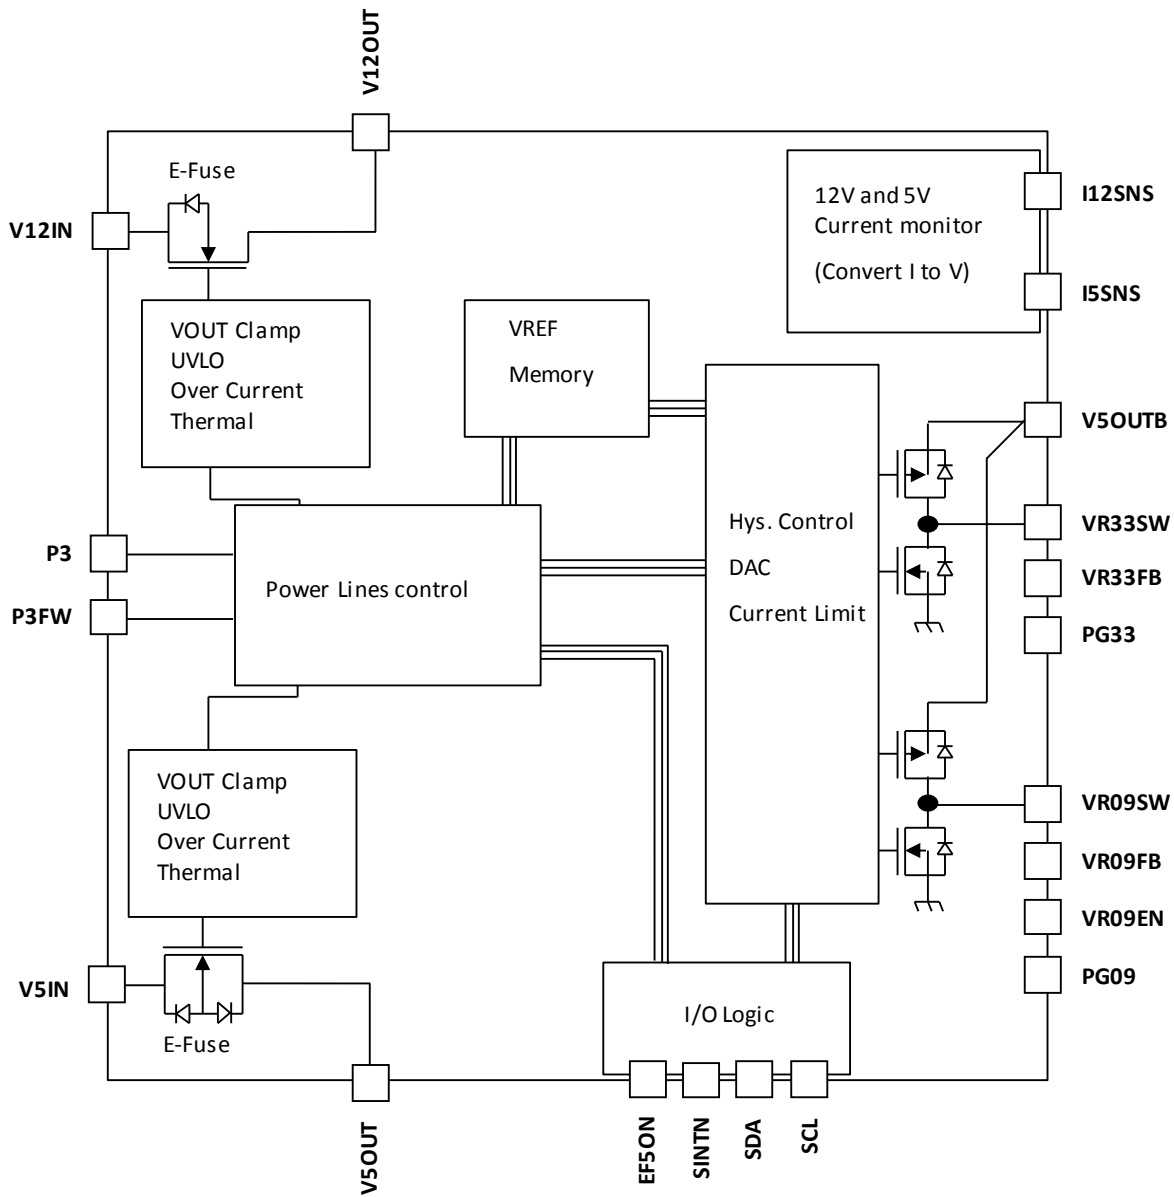 V12OUT
E-Fuse
V12IN
12V and 5V
Current monitor
(Convert I to V)
I12SNS
I5SNS
VOUT Clamp
UVLO
Over Current
Thermal
VREF
Memory
V5OUTB
Hys. Control
DAC
Current Limit
VR33SW
VR33FB
PG33
P3
P3FW
Power Lines control
VOUT Clamp
UVLO
Over Current
Thermal
VR09SW
VR09FB
VR09EN
PG09
V5IN
E-Fuse
I/O Logic
V5OUT
EF5ON
SINTN
SDA
SCL